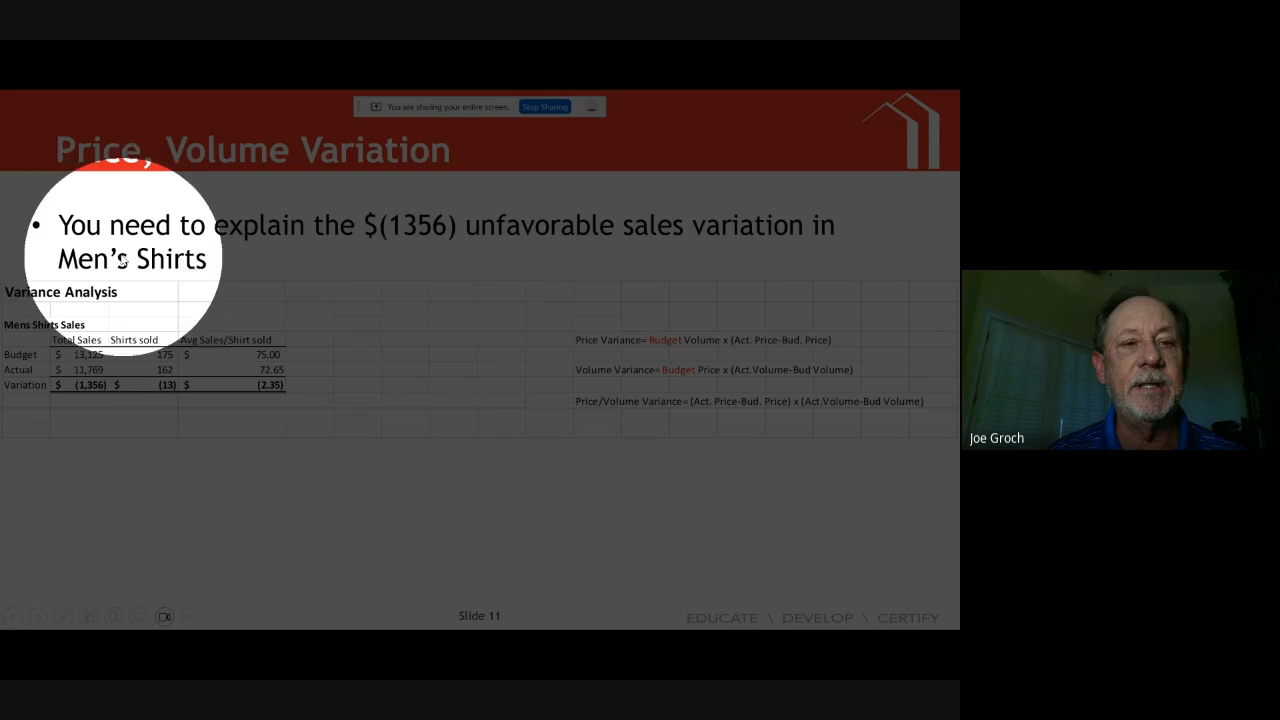 You are sharing your entire screen. Stop Sharing
Price, Volume Variation
• You need to explain the $(1356) unfavorable sales variation in
Men's Shirts
Variance Analysis
Mens Shirts Sales
Total Sales Shirts sold Avg Sales/Shirt sold
Budget $ 13,125 175 $ 75.00
Actual $ 11,769 162 72.65
Variation $ (1,356) $ (13) (2.35)
Price Variance= Budget Volume x (Act. Price-Bud. Price)
Volume Variance= Budget Price x (Act.Volume-Bud Volume)
Price/Volume Variance= (Act. Price-Bud. Price) x (Act.Volume-Bud Volume)
Joe Groch
Slide 11
EDUCATE \ DEVELOP \ CERTIFY